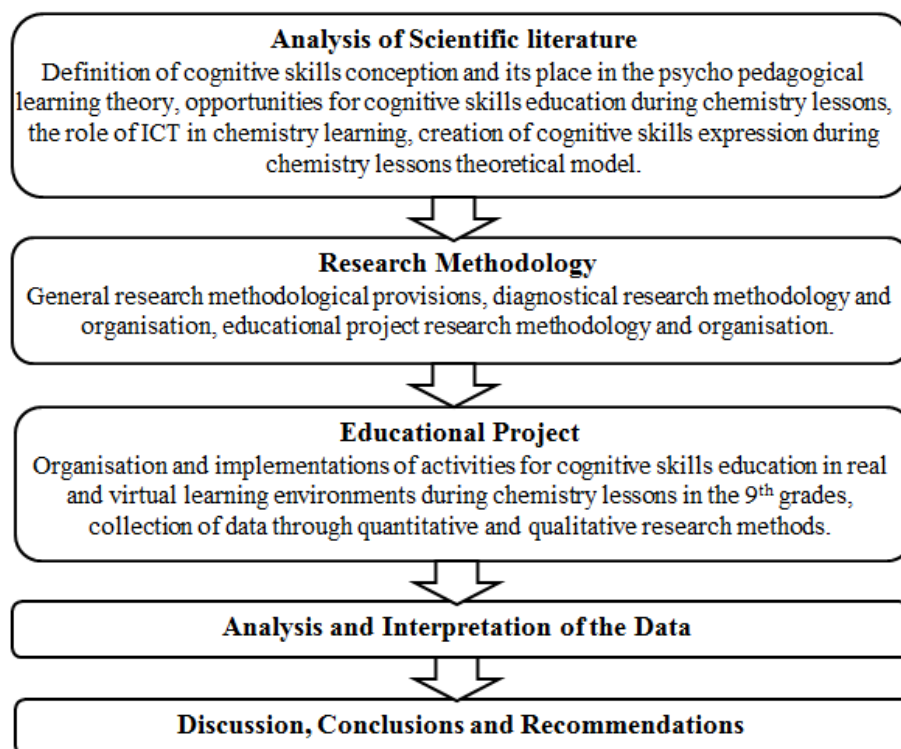 Analysis of Scientific literature
Definition of cognitive skills conception and its place in the psycho pedagogical
learning theory, opportunities for cognitive skills education during chemistry lessons,
the role of ICT in chemistry learning, creation of cognitive skills expression during
chemistry lessons theoretical model.
Research Methodology
General research methodological provisions, diagnostical research methodology and
organisation, educational project research methodology and organisation.
Educational Project
Organisation and implementations of activities for cognitive skills education in real
and virtual learning environments during chemistry lessons in the 9th grades,
collection of data through quantitative and qualitative research methods.
Analysis and Interpretation of the Data
Discussion, Conclusions and Recommendations